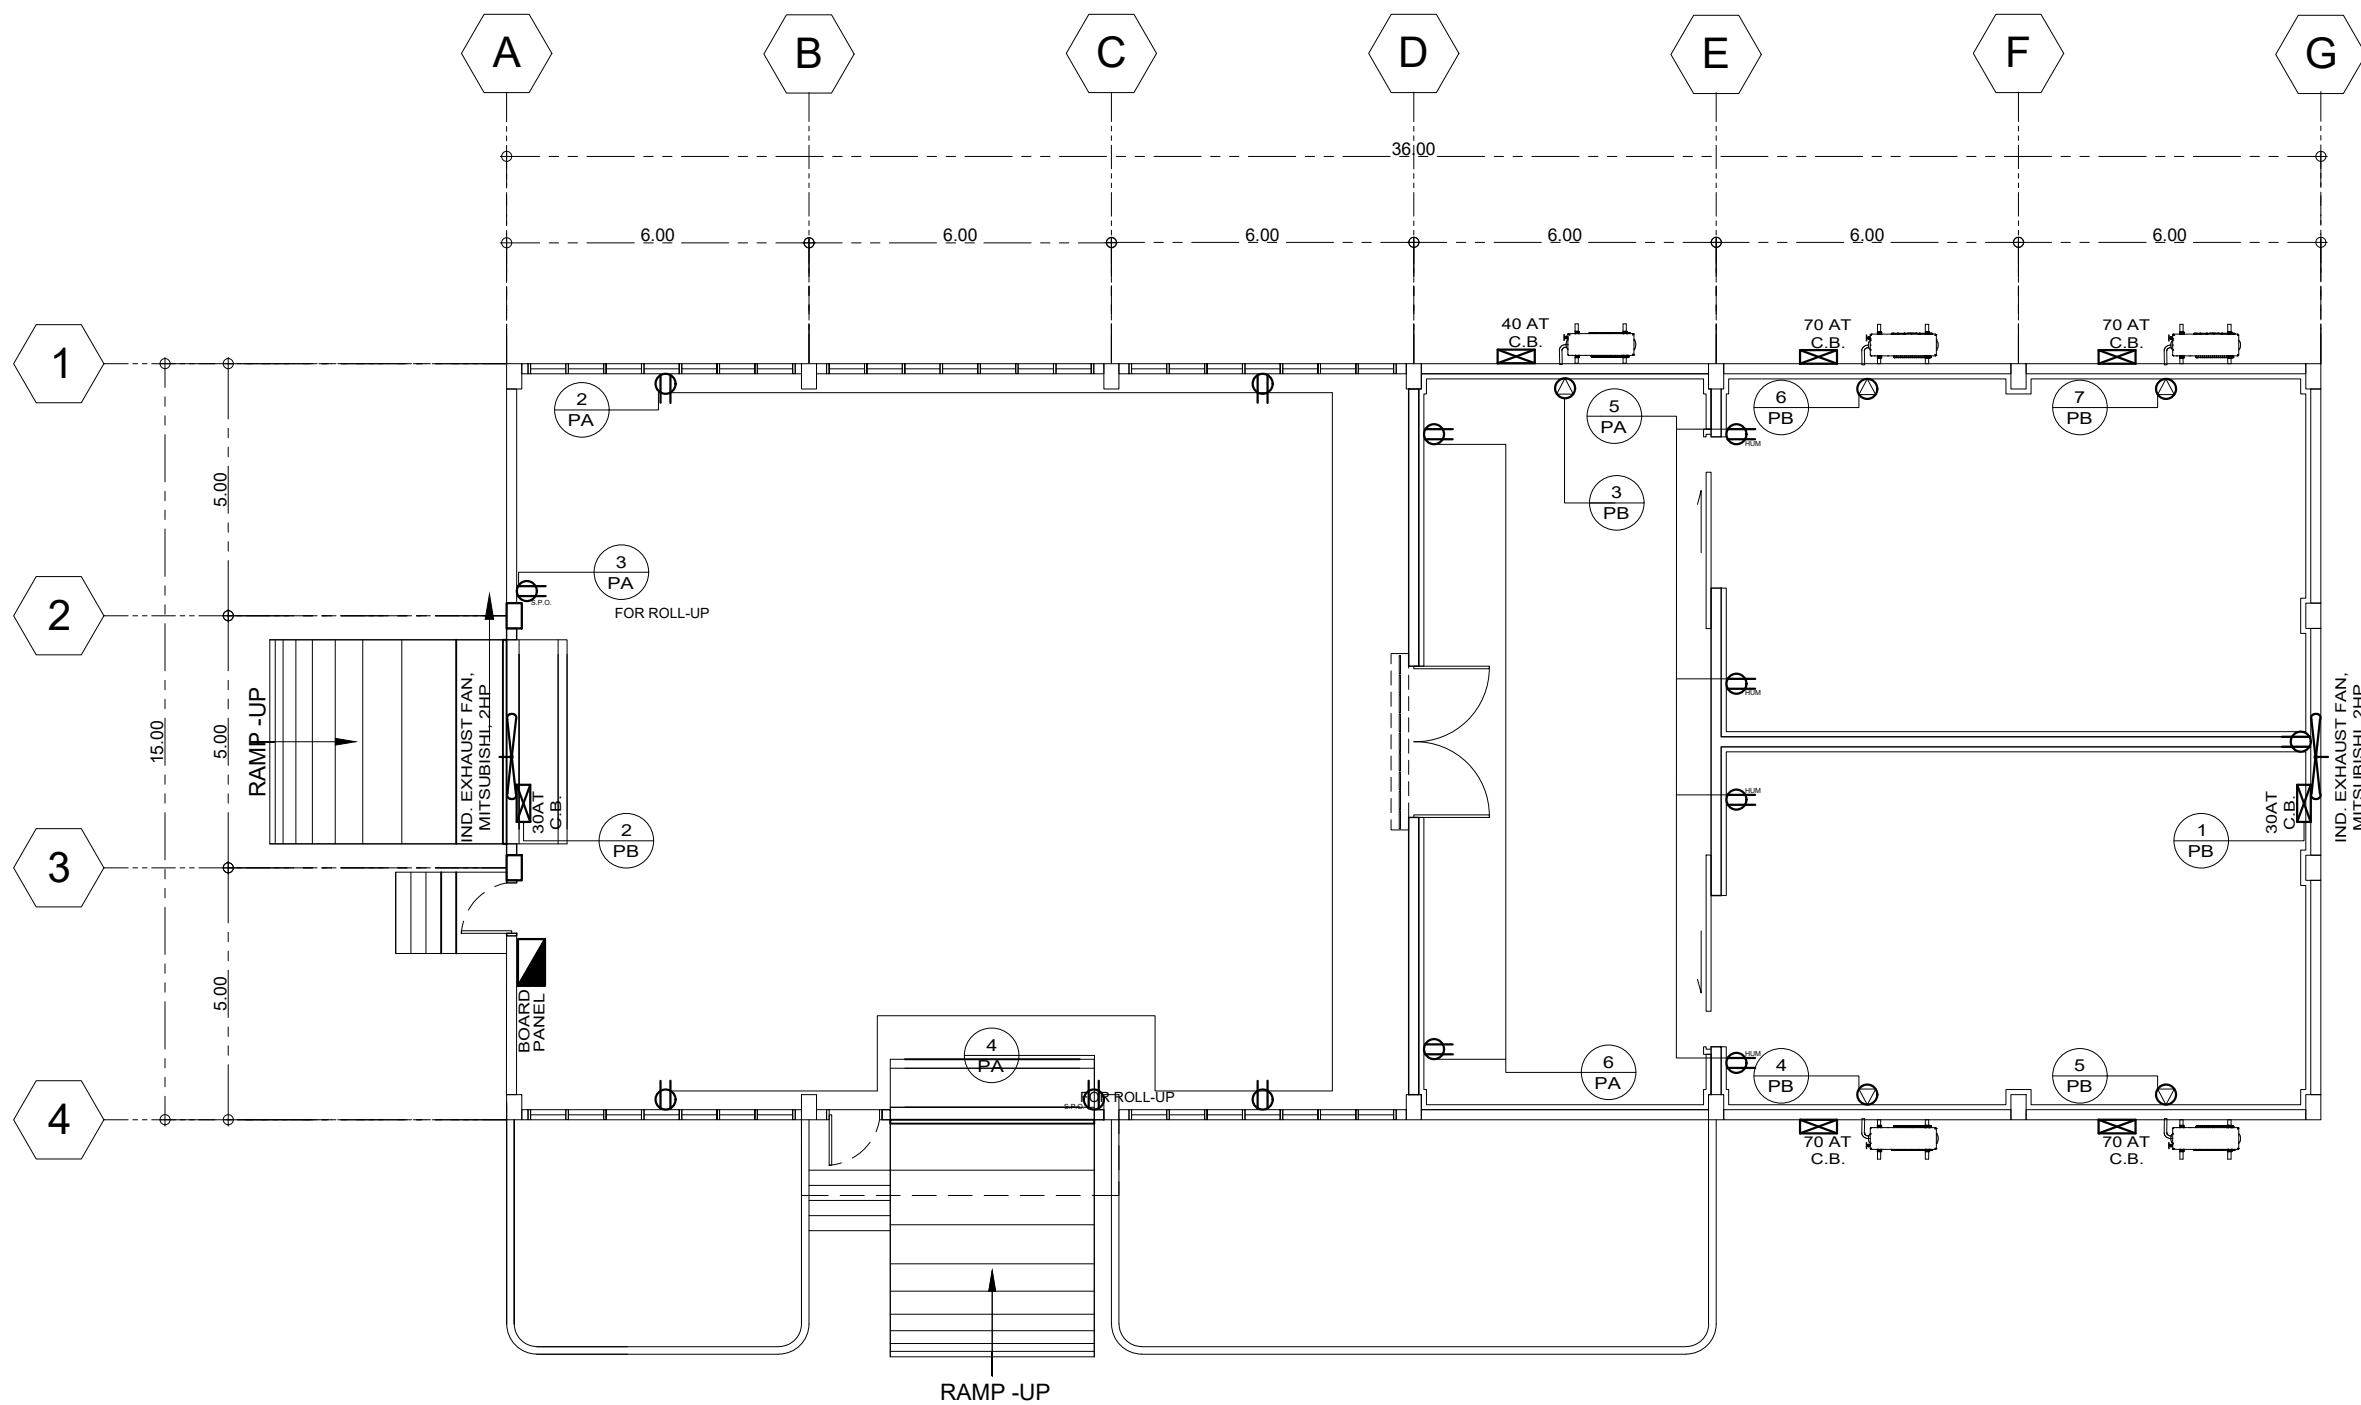 A
B
C
D
E
F
G
36.00
6.00
6.00
6.00
6.00
6.00
6.00
1
40 AT
C.B.
70 AT
C.B.
70 AT
C.B.
2
PA
5
PA
6
PB
7
PB
HUM
5.00
3
PB
3
PA
S.P.O.
FOR ROLL-UP
2
RAMP -UP
15.00
5.00
IND. EXHAUST FAN,
MITSUBISHI, 2HP
HUM
HUM
30AT
C.B.
2
PB
30AT
C.B.
1
PB
IND. EXHAUST FAN,
MITSUBISHI, 2HP
3
5.00
BOARD
PANEL
4
PA
FOR ROLL-UP
S.P.O.
6
PA
HUM
4
PB
5
PB
4
70 AT
C.B.
70 AT
C.B.
RAMP -UP